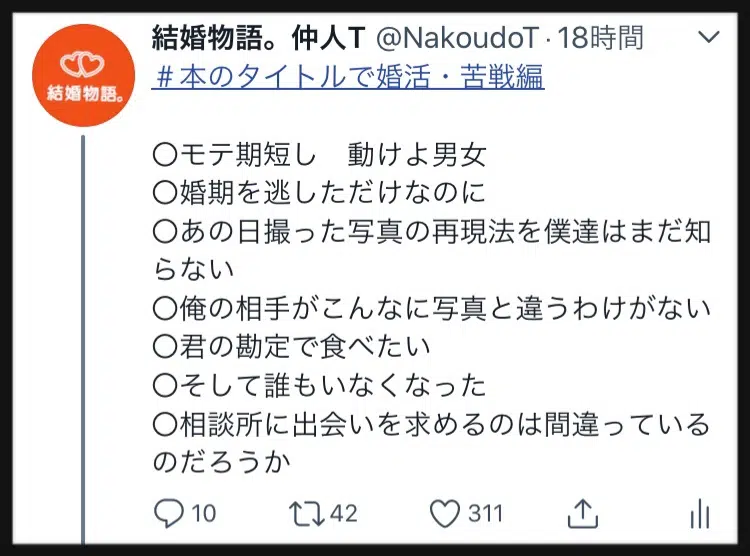 結婚物語。
結婚物語。仲人T @NakoudoT · 18時間
#本のタイトルで婚活・苦戦編
〇モテ期短し　動けよ男女
〇婚期を逃しただけなのに
〇あの日撮った写真の再現法を僕達はまだ知
らない
〇俺の相手がこんなに写真と違うわけがない
〇君の勘定で食べたい
〇そして誰もいなくなった
〇相談所に出会いを求めるのは間違っている
のだろうか
10 42 311